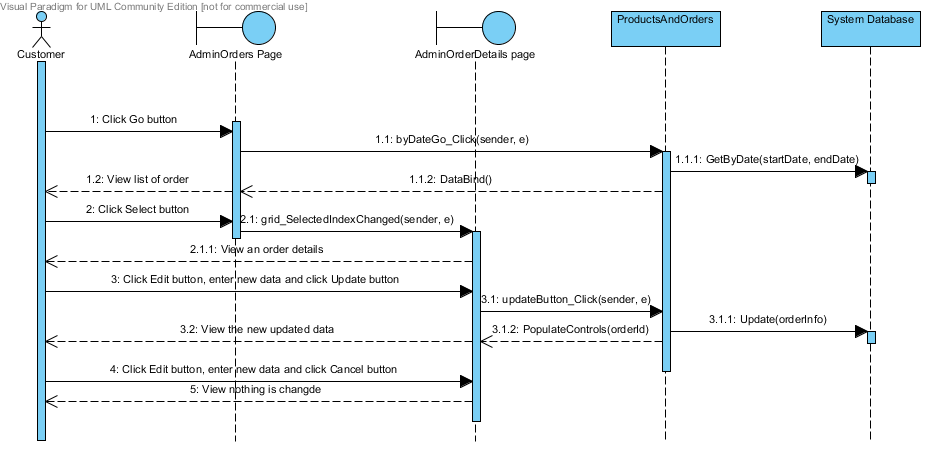 Visual Paradigm for UML Community Edition [not for commercial use]
ProductsAndOrders
System Database
Customer
AdminOrders Page
AdminOrderDetails page
1: Click Go button
1.1: byDateGo_Click(sender, e)
1.1.1: GetByDate(startDate, endDate)
1.2: View list of order
1.1.2: DataBind()
2: Click Select button
2.1: grid_SelectedIndexChanged(sender, e)
2.1.1: View an order details
3: Click Edit button, enter new data and click Update button
3.1: updateButton_Click(sender, e)
3.1.1: Update(orderInfo)
3.2: View the new updated data
3.1.2: PopulateControls(orderId)
4: Click Edit button, enter new data and click Cancel button
5: View nothing is changde